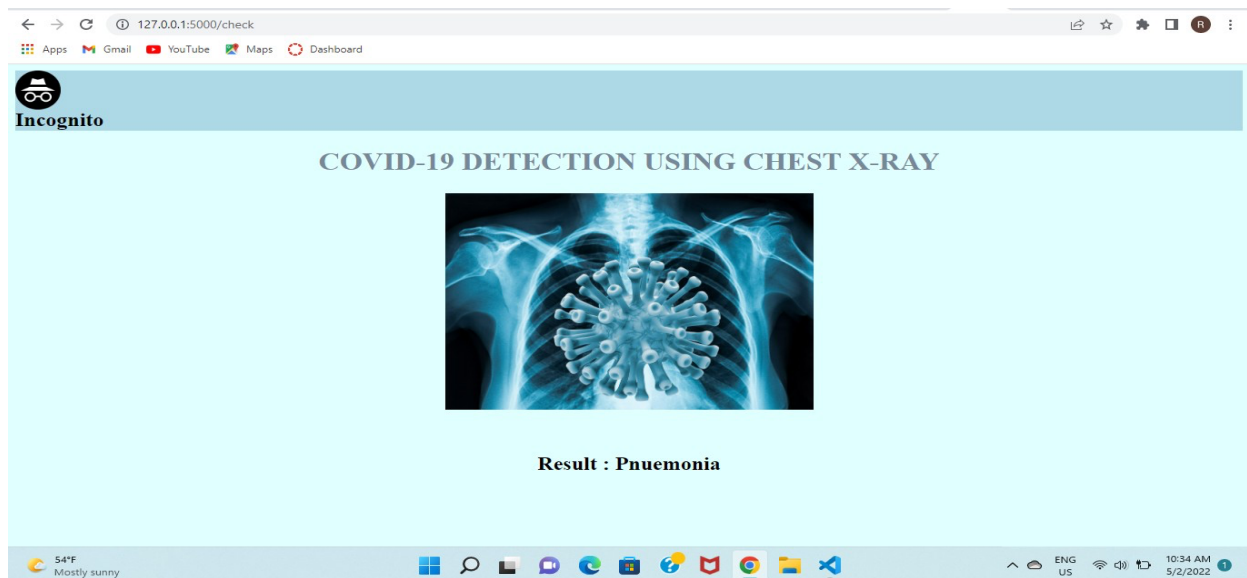 127.0.0.1:5000/check
R
Apps Gmail YouTube Maps Dashboard
Incognito
COVID-19 DETECTION USING CHEST X-RAY
Result : Pnuemonia
54°F
Mostly sunny
ENG
US
10:34 AM
5/2/2022
1